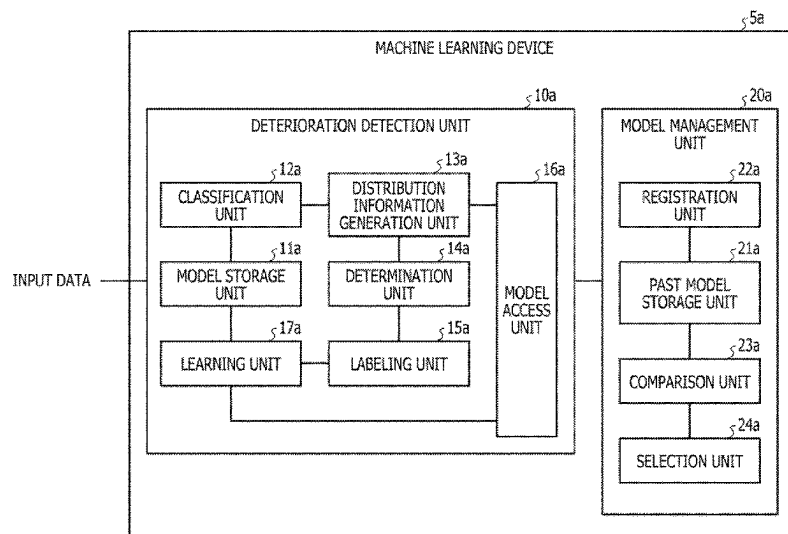 5a
MACHINE LEARNING DEVICE
10a
20a
DETERIORATION DETECTION UNIT
MODEL MANAGEMENT
UNIT
12a
13a
16a
22a
CLASSIFICATION
UNIT
DISTRIBUTION
INFORMATION
GENERATION UNIT
REGISTRATION
UNIT
11a
14a
21a
INPUT DATA
MODEL STORAGE
UNIT
DETERMINATION
UNIT
MODEL
ACCESS
UNIT
PAST MODEL
STORAGE UNIT
17a
15a
23a
LEARNING UNIT
LABELING UNIT
COMPARISON UNIT
24a
SELECTION UNIT